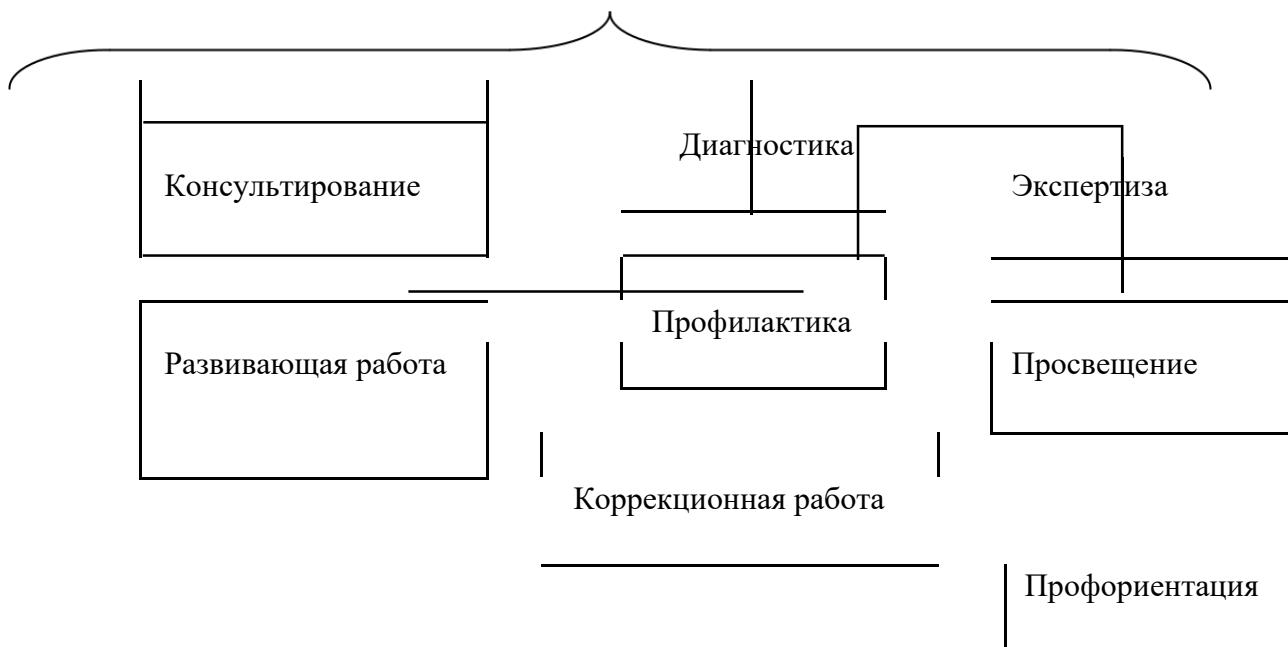 Диагностика
Консультирование
Экспертиза
Профилактика
Развивающая работа
Просвещение
Коррекционная работа
Профориентация